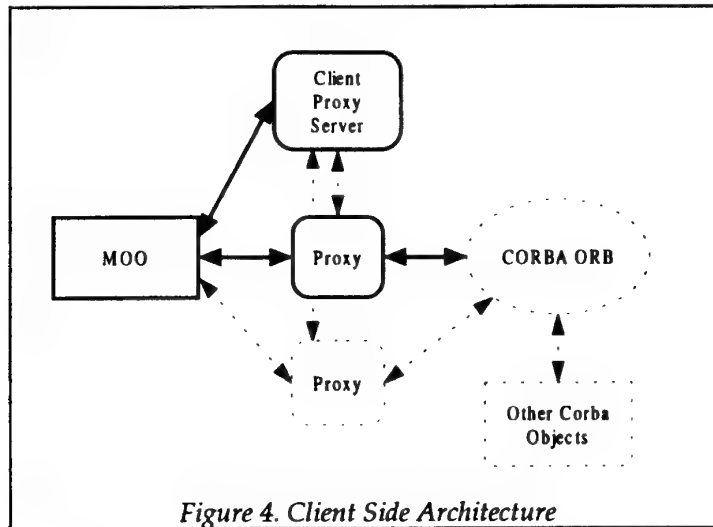 Client
Proxy
Server
MOO
Proxy
CORBA ORB
Proxy
Other Corba
Objects
Figure 4. Client Side Architecture